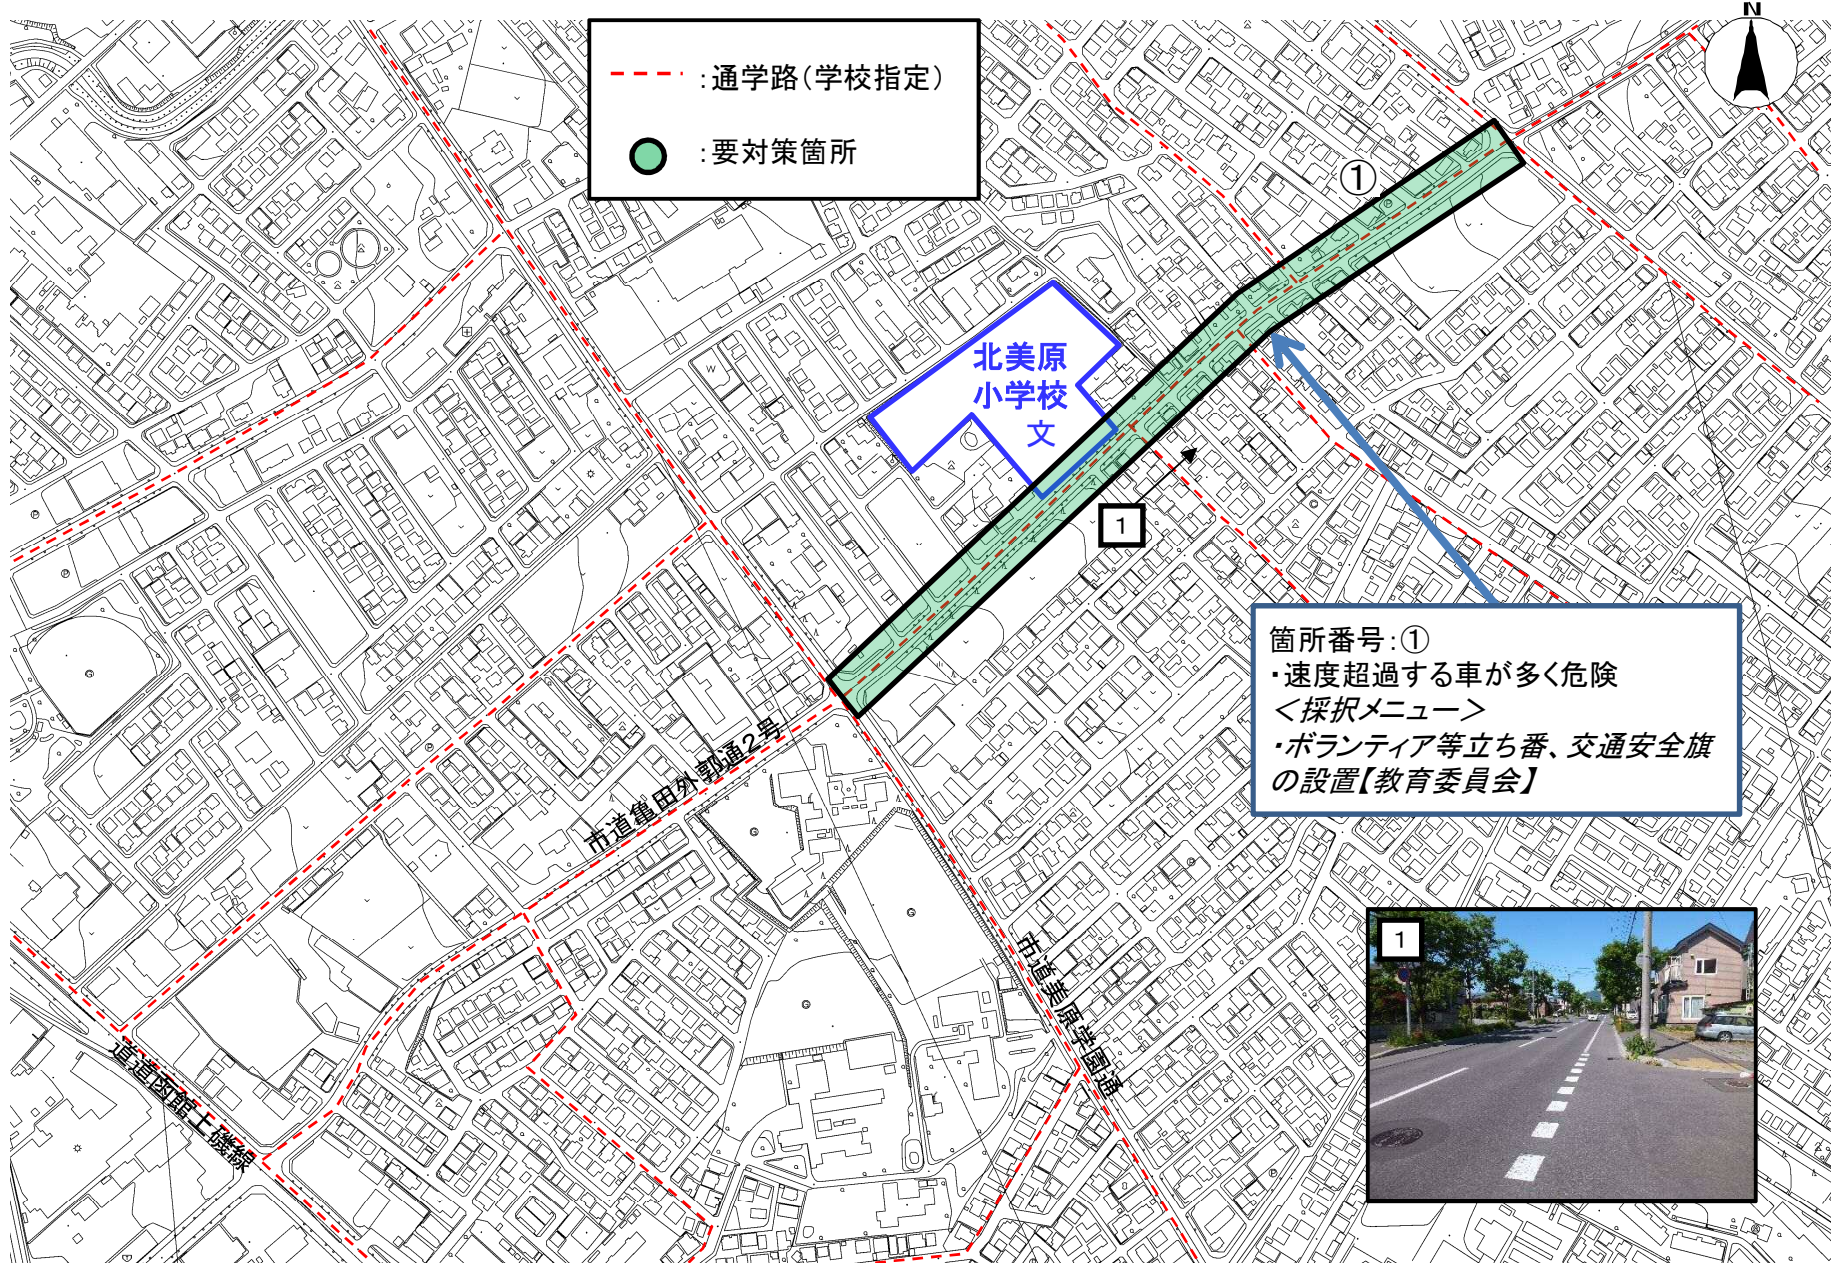 N
:通学路(学校指定)
:要対策箇所
①
北美原
小学校
文
1
箇所番号:①
・速度超過する車が多く危険
<採択メニュー>
・ボランティア等立ち番、交通安全旗
の設置【教育委員会】
市道亀田外郭通2号
市道美原学園通
道道函館上磯線
1